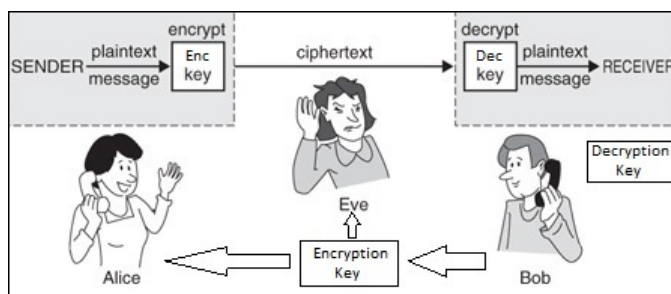 encrypt
decrypt
SENDER
plaintext
message
Enc
key
ciphertext
Dec
key
plaintext
message
RECEIVER
Decryption
Key
Eve
Encryption
Key
Alice
Bob